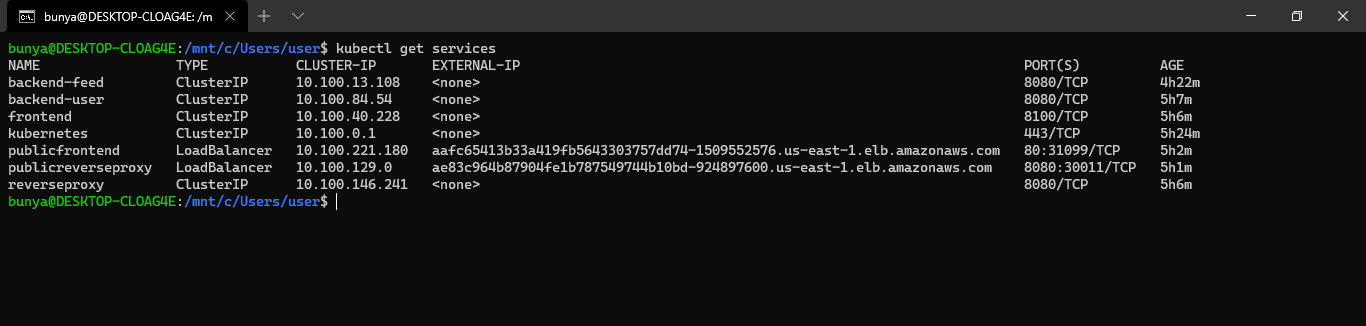 bunya@DESKTOP-CLOAG4E: /m
bunya@DESKTOP-CLOAG4E:/mnt/c/Users/user$ kubectl get services
NAME TYPE CLUSTER-IP EXTERNAL-IP PORT(S) AGE
backend-feed ClusterIP 10.100.13.108 <none> 8080/TCP 4h22m
backend-user ClusterIP 10.100.84.54 <none> 8080/TCP 5h7m
frontend ClusterIP 10.100.40.228 <none> 8100/TCP 5h6m
kubernetes ClusterIP 10.100.0.1 <none> 443/TCP 5h24m
publicfrontend LoadBalancer 10.100.221.180 aafc65413b33a419fb5643303757dd74-1509552576.us-east-1.elb.amazonaws.com 80:31099/TCP 5h2m
publicreverseproxy LoadBalancer 10.100.129.0 ae83c964b87904fe1b787549744b10bd-924897600.us-east-1.elb.amazonaws.com 8080:30011/TCP 5h1m
reverseproxy ClusterIP 10.100.146.241 <none> 8080/TCP 5h6m
bunya@DESKTOP-CLOAG4E:/mnt/c/Users/user$